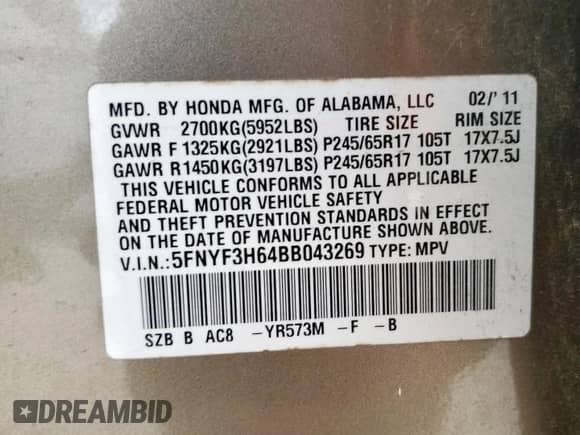 MFD. BY HONDA MFG. OF ALABAMA, LLC 02/' 11
GVWR 2700KG(5952LBS) TIRE SIZE RIM SIZE
GAWR F 1325KG(2921LBS) P245/65R17 105T 17X7.5J
GAWR R1450KG(3197LBS) P245/65R17 105T 17X7.5J
THIS VEHICLE CONFORMS TO ALL APPLICABLE
FEDERAL MOTOR VEHICLE SAFETY
AND THEFT PREVENTION STANDARDS IN EFFECT
ON THE DATE OF MANUFACTURE SHOWN ABOVE.
V.I.N.:5FNYF3H64BB043269 TYPE: MPV
SZB B AC8 -YR573M -F -B
DREAMBID